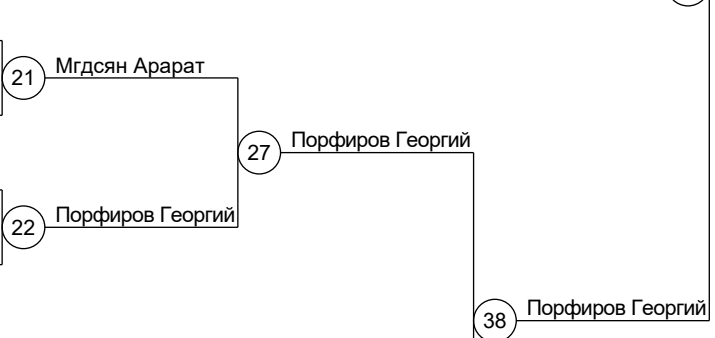 21 Мгдсян Арарат
27 Порфиров Георгий
22 Порфиров Георгий
38 Порфиров Георгий